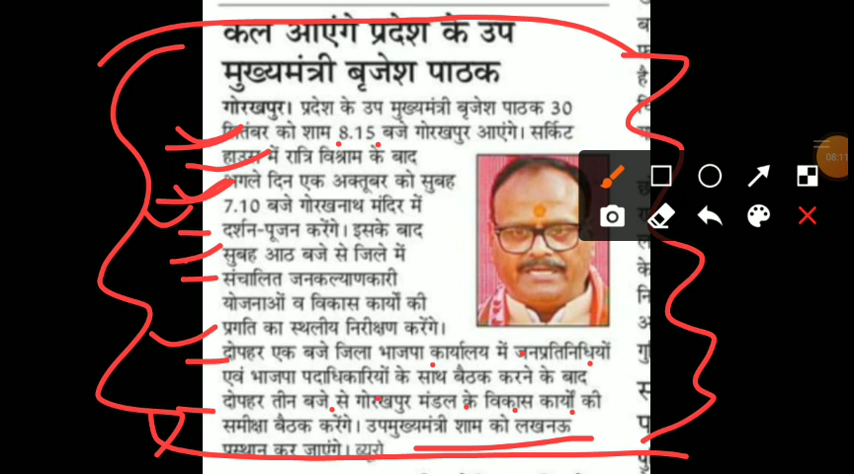 कल आएंगे प्रदेश के उप
मुख्यमंत्री बृजेश पाठक
गोरखपुर। प्रदेश के उप मुख्यमंत्री बृजेश पाठक 30
सितंबर को शाम 8.15 बजे गोरखपुर आएंगे। सर्किट
हाउस में रात्रि विश्राम के बाद
अगले दिन एक अक्तूबर को सुबह
7.10 बजे गोरखनाथ मंदिर में
दर्शन-पूजन करेंगे। इसके बाद
सुबह आठ बजे से जिले में
संचालित जनकल्याणकारी
योजनाओं व विकास कार्यों की
प्रगति का स्थलीय निरीक्षण करेंगे।
दोपहर एक बजे जिला भाजपा कार्यालय में जनप्रतिनिधियों
एवं भाजपा पदाधिकारियों के साथ बैठक करने के बाद
दोपहर तीन बजे से गोरखपुर मंडल के विकास कार्यों की
समीक्षा बैठक करेंगे। उपमुख्यमंत्री शाम को लखनऊ
प्रस्थान कर जाएंगे। ब्यूरो